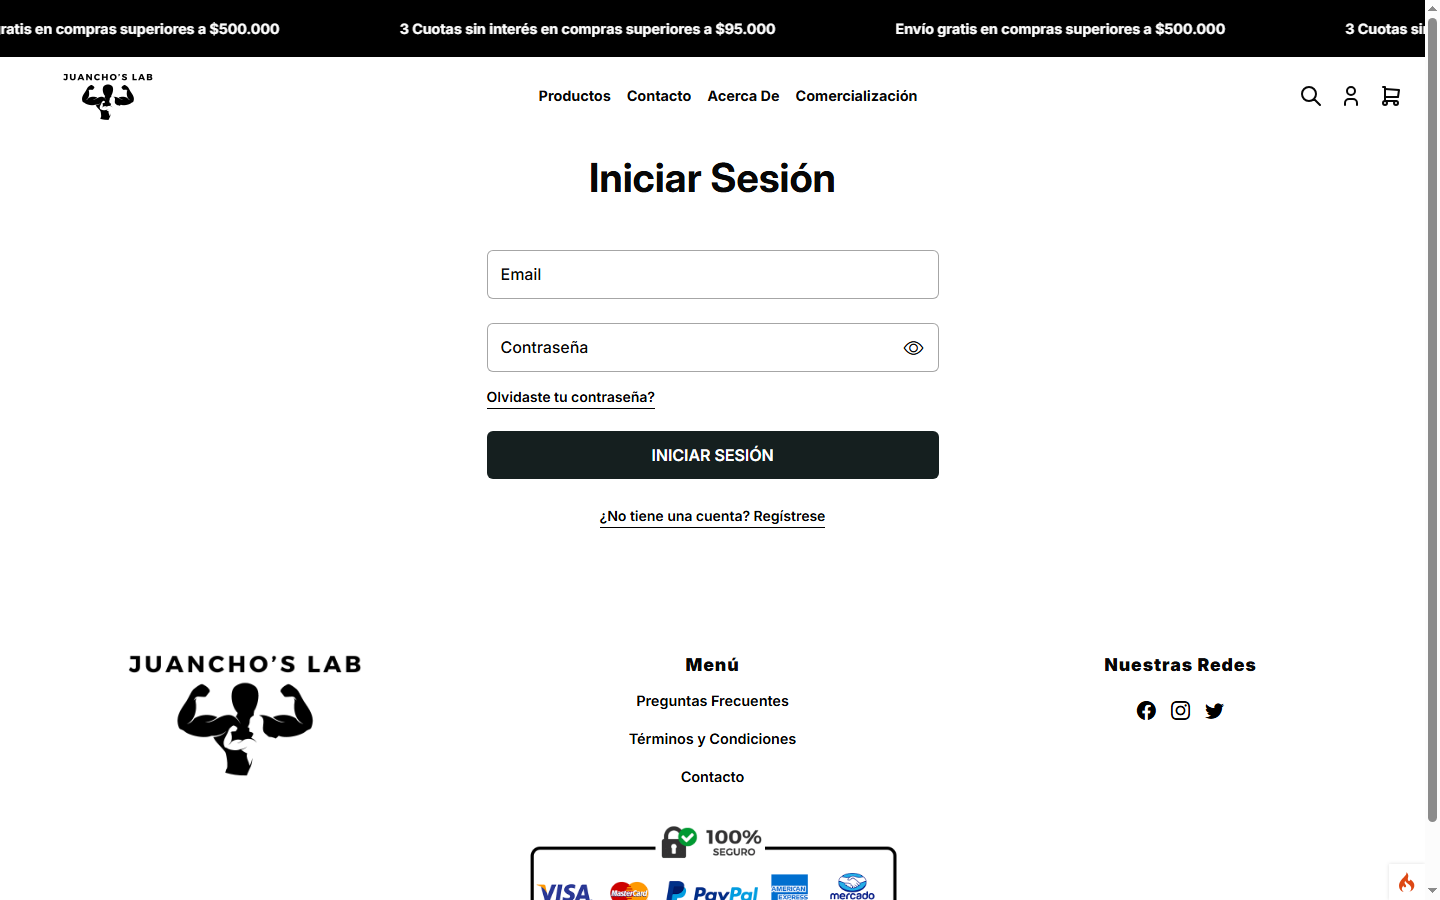 gratis en compras superiores a $500.000 3 Cuotas sin interés en compras superiores a $95.000 Envío gratis en compras superiores a $500.000 3 Cuotas
JUANCHO'S LAB
Productos Contacto Acerca De Comercialización
Iniciar Sesión
Email
Contraseña
Olvidaste tu contraseña?
INICIAR SESIÓN
¿No tiene una cuenta? Regístrese
JUANCHO'S LAB
Menú
Preguntas Frecuentes
Términos y Condiciones
Contacto
Nuestras Redes
100%
SEGURO
VISA MasterCard PayPal AMERICAN EXPRESS mercado